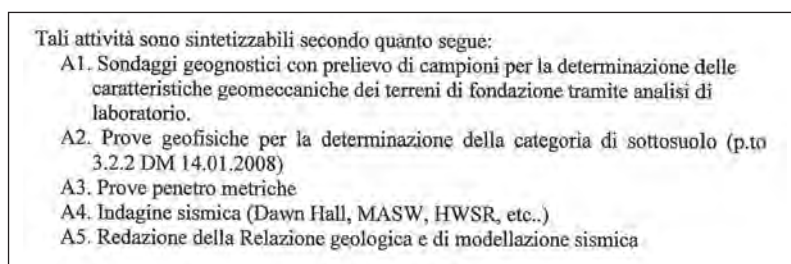 Tali attività sono sintetizzabili secondo quanto segue:
A1. Sondaggi geognostici con prelievo di campioni per la determinazione delle
caratteristiche geomeccaniche dei terreni di fondazione tramite analisi di
laboratorio.
A2. Prove geofisiche per la determinazione della categoria di sottosuolo (p.to
3.2.2 DM 14.01.2008)
A3. Prove penetro metriche
A4. Indagine sismica (Dawn Hall, MASW, HWSR, etc..)
A5. Redazione della Relazione geologica e di modellazione sismica